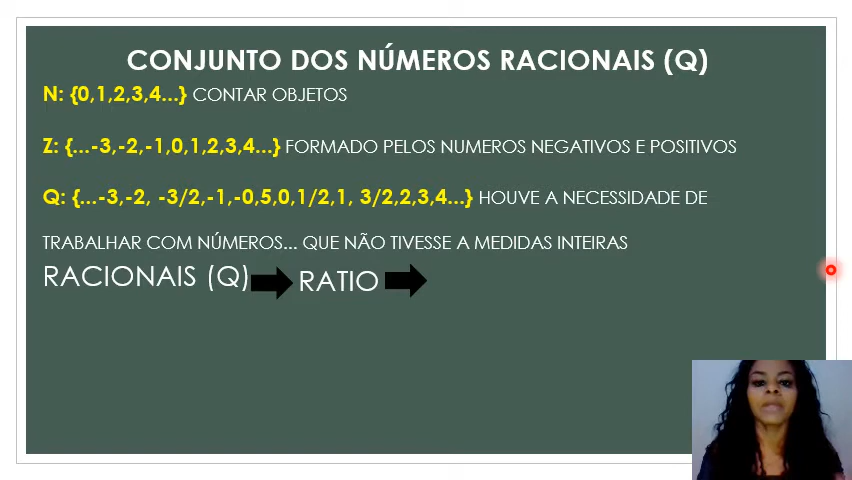 CONJUNTO DOS NÚMEROS RACIONAIS (Q)
N: {0,1,2,3,4...} CONTAR OBJETOS
Z: {...-3,-2,-1,0,1,2,3,4...} FORMADO PELOS NUMEROS NEGATIVOS E POSITIVOS
Q: {...-3,-2, -3/2,-1,-0,5,0,1/2,1, 3/2,2,3,4...} HOUVE A NECESSIDADE DE
TRABALHAR COM NÚMEROS... QUE NÃO TIVESSE A MEDIDAS INTEIRAS
RACIONAIS (Q) RATIO